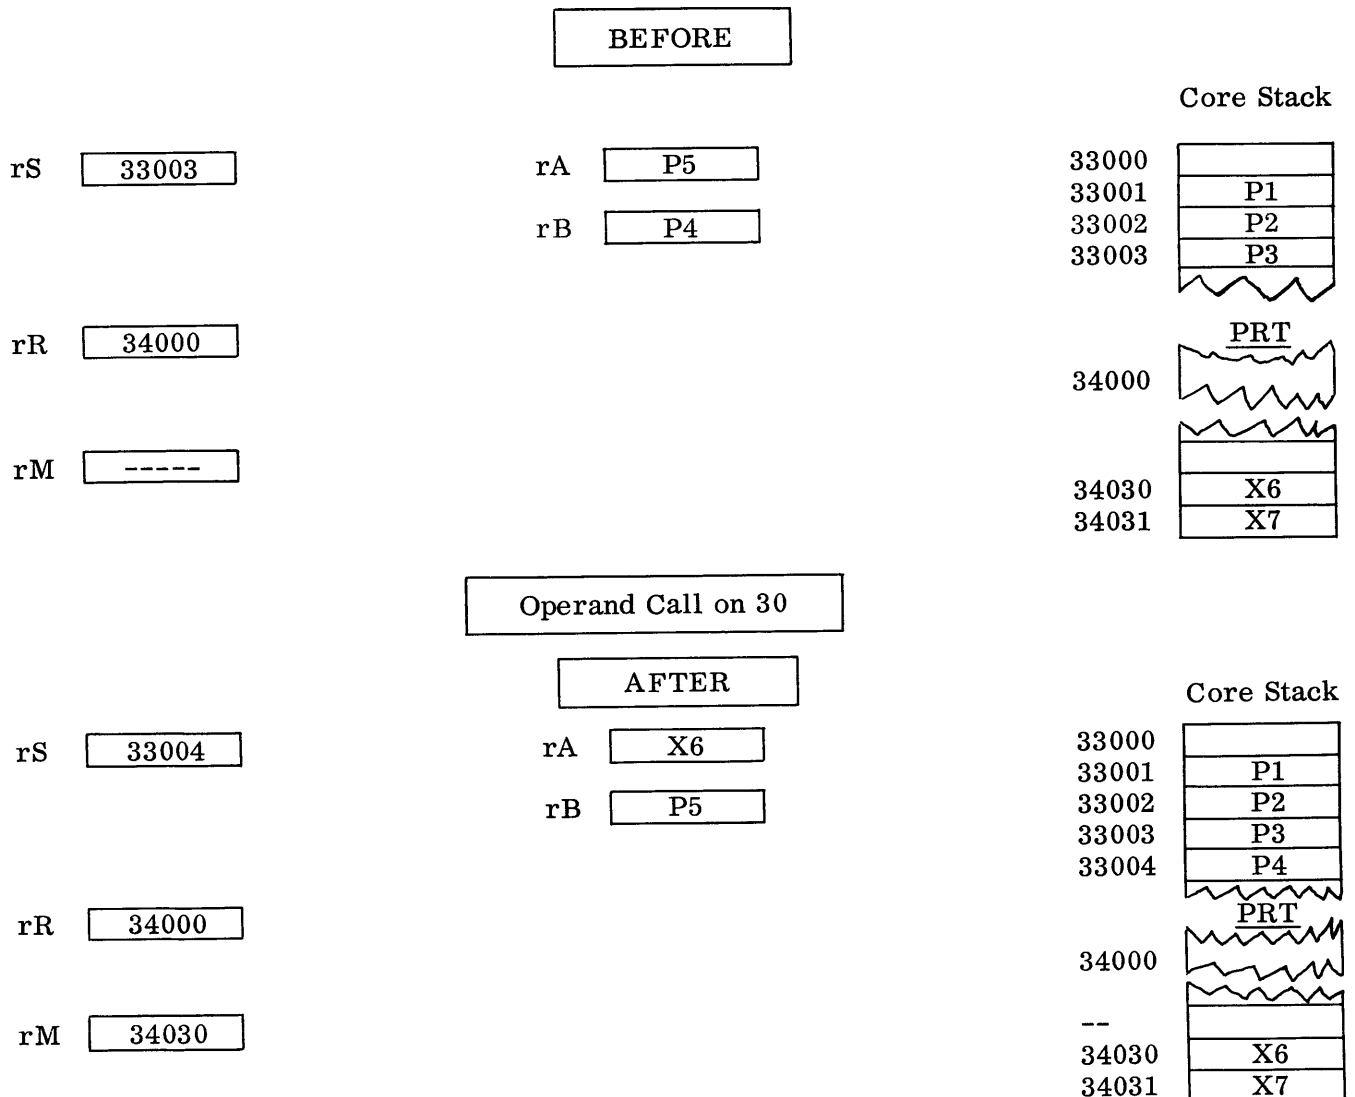 BEFORE
Core Stack
rS 33003 rA P5 33000
33001 P1
rB P4 33002 P2
33003 P3
PRT
rR 34000
34000
rM -----
34030 X6
34031 X7
Operand Call on 30
AFTER
Core Stack
rS 33004 rA X6 33000
33001 P1
rB P5 33002 P2
33003 P3
33004 P4
PRT
rR 34000
34000
--
rM 34030
34030 X6
34031 X7